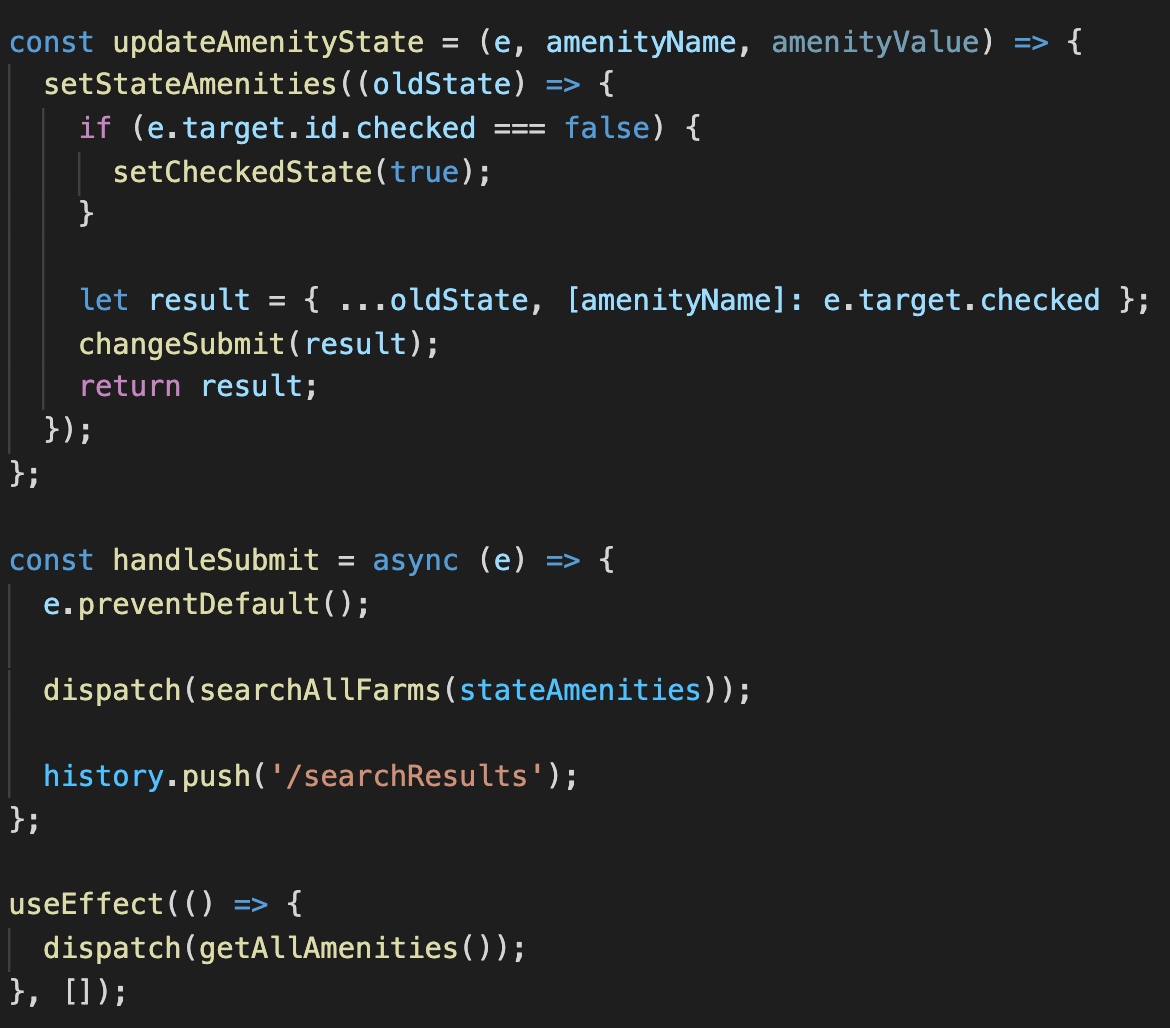 const updateAmenityState = (e, amenityName, amenityValue) => {
  setStateAmenities((oldState) => {
    if (e.target.id.checked === false) {
      setCheckedState(true);
    }

    let result = { ...oldState, [amenityName]: e.target.checked };
    changeSubmit(result);
    return result;
  });
};

const handleSubmit = async (e) => {
  e.preventDefault();

  dispatch(searchAllFarms(stateAmenities));

  history.push('/searchResults');
};

useEffect(() => {
  dispatch(getAllAmenities());
}, []);